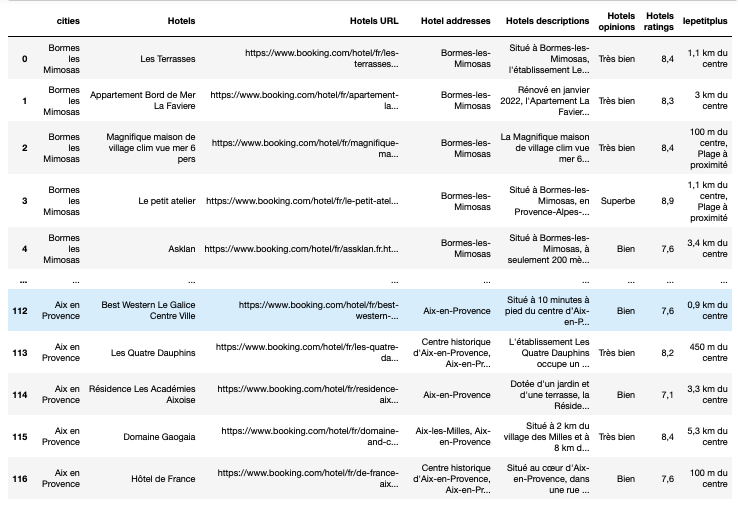 cities Hotels Hotels URL Hotel addresses Hotels descriptions Hotels opinions Hotels ratings lepetitplus
0 Bormes les Mimosas Les Terrasses https://www.booking.com/hotel/fr/les-terrasses... Bormes-les-Mimosas Situé à Bormes-les-Mimosas, l'établissement Le... Très bien 8,4 1,1 km du centre
1 Bormes les Mimosas Appartement Bord de Mer La Faviere https://www.booking.com/hotel/fr/apartement-la... Bormes-les-Mimosas Rénové en janvier 2022, l'Apartement La Favier... Très bien 8,3 3 km du centre
2 Bormes les Mimosas Magnifique maison de village clim vue mer 6 pers https://www.booking.com/hotel/fr/magnifique-ma... Bormes-les-Mimosas La Magnifique maison de village clim vue mer 6... Très bien 8,4 100 m du centre, Plage à proximité
3 Bormes les Mimosas Le petit atelier https://www.booking.com/hotel/fr/le-petit-atel... Bormes-les-Mimosas Situé à Bormes-les-Mimosas, en Provence-Alpes-... Superbe 8,9 1,1 km du centre, Plage à proximité
4 Bormes les Mimosas Asklan https://www.booking.com/hotel/fr/assklan.fr.ht... Bormes-les-Mimosas Situé à Bormes-les-Mimosas, à seulement 200 mè... Bien 7,6 3,4 km du centre
... ... ... ... ... ... ... ... ...
112 Aix en Provence Best Western Le Galice Centre Ville https://www.booking.com/hotel/fr/best-western-... Aix-en-Provence Situé à 10 minutes à pied du centre d'Aix-en-P... Bien 7,6 0,9 km du centre
113 Aix en Provence Les Quatre Dauphins https://www.booking.com/hotel/fr/les-quatre-da... Centre historique d'Aix-en-Provence, Aix-en-Pr... L'établissement Les Quatre Dauphins occupe un ... Très bien 8,2 450 m du centre
114 Aix en Provence Résidence Les Académies Aixoise https://www.booking.com/hotel/fr/residence-aix... Aix-en-Provence Dotée d'un jardin et d'une terrasse, la Réside... Bien 7,1 3,3 km du centre
115 Aix en Provence Domaine Gaogaia https://www.booking.com/hotel/fr/domaine-and-c... Aix-les-Milles, Aix-en-Provence Situé à 2 km du village des Milles et à 8 km d... Très bien 8,4 5,3 km du centre
116 Aix en Provence Hôtel de France https://www.booking.com/hotel/fr/de-france-aix... Centre historique d'Aix-en-Provence, Aix-en-Pr... Situé au cœur d'Aix-en-Provence, dans une rue ... Bien 7,6 100 m du centre